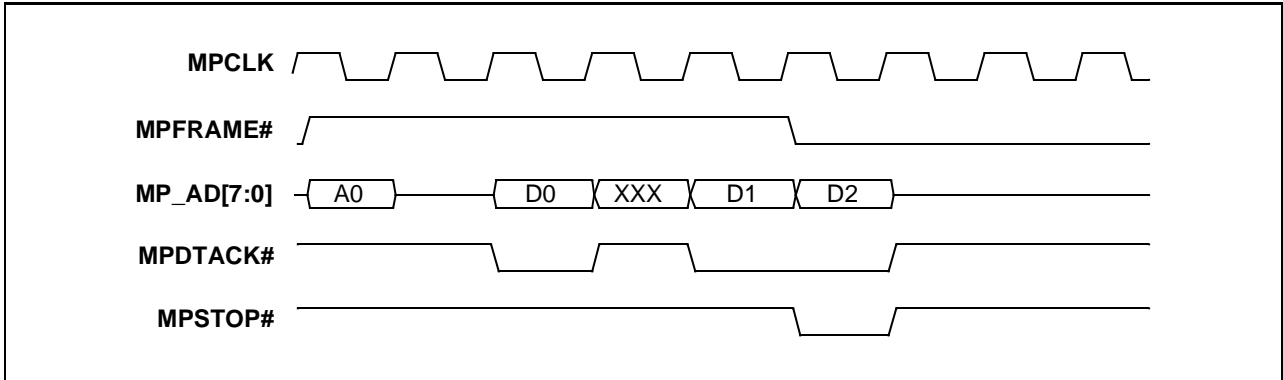 MPCLK
MPFRAME#
MP_AD[7:0] A0 D0 XXX D1 D2
MPDTACK#
MPSTOP#